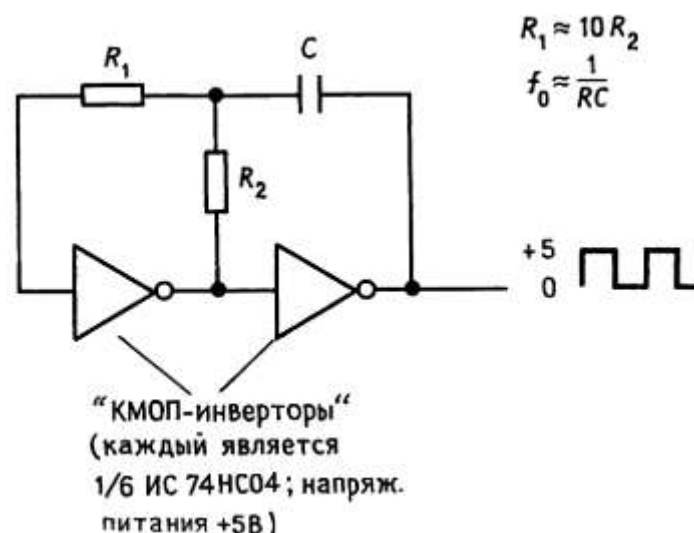 R₁ ≈ 10 R₂
f₀ ≈ 1/RC
R₁
C
R₂
+5
0
“КМОП-инверторы“
(каждый является
1/6 ИС 74HC04; напряж.
питания +5В)